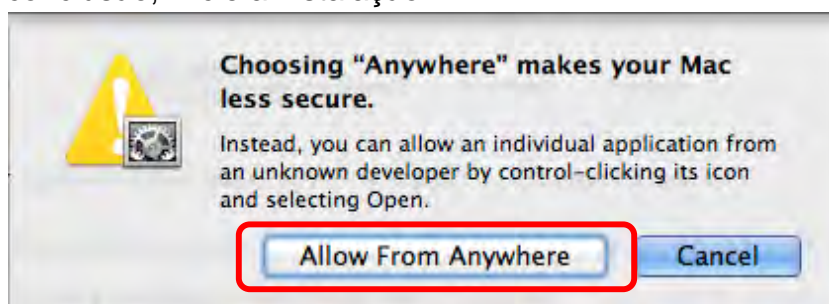 Choosing “Anywhere” makes your Mac
less secure.
Instead, you can allow an individual application from
an unknown developer by control-clicking its icon
and selecting Open.
Allow From Anywhere Cancel